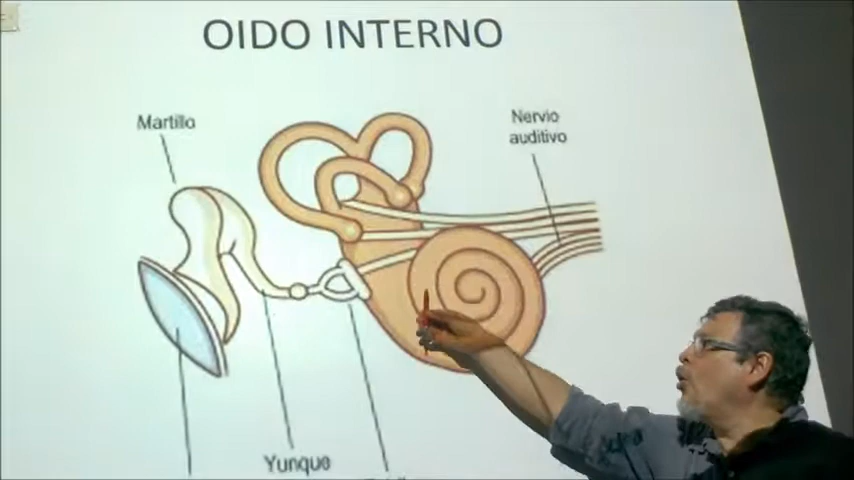 OIDO INTERNO
Martillo
Nervio
auditivo
Yunque